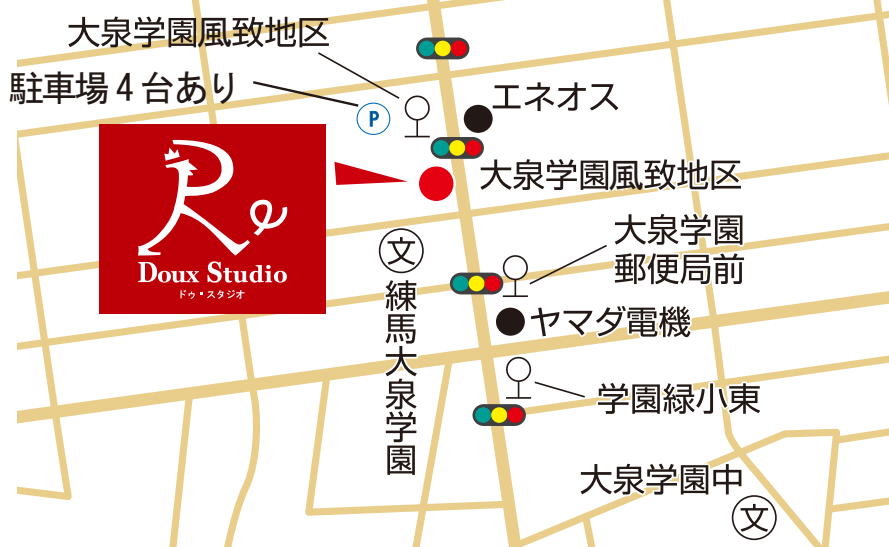 大泉学園風致地区
駐車場4台あり
P
エネオス
大泉学園風致地区
Re
Doux Studio
ドゥ・スタジオ
文
練馬大泉学園
大泉学園
郵便局前
ヤマダ電機
学園緑小東
大泉学園中
文